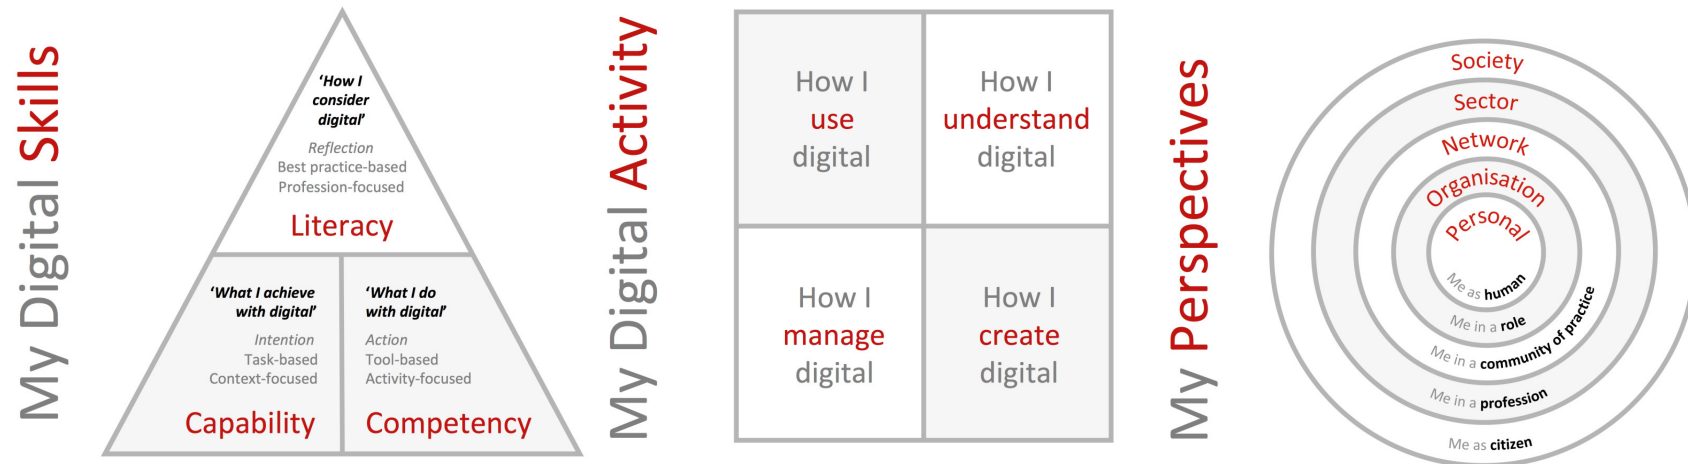 My Digital Skills
'How I
consider
digital'
Reflection
Best practice-based
Profession-focused
Literacy
'What I achieve
with digital'
Intention
Task-based
Context-focused
Capability
'What I do
with digital'
Action
Tool-based
Activity-focused
Competency
My Digital Activity
How I
use
digital
How I
understand
digital
How I
manage
digital
How I
create
digital
My Perspectives
Society
Sector
Network
Organisation
Personal
Me as human
Me in a role
Me in a community of practice
Me in a profession
Me as citizen